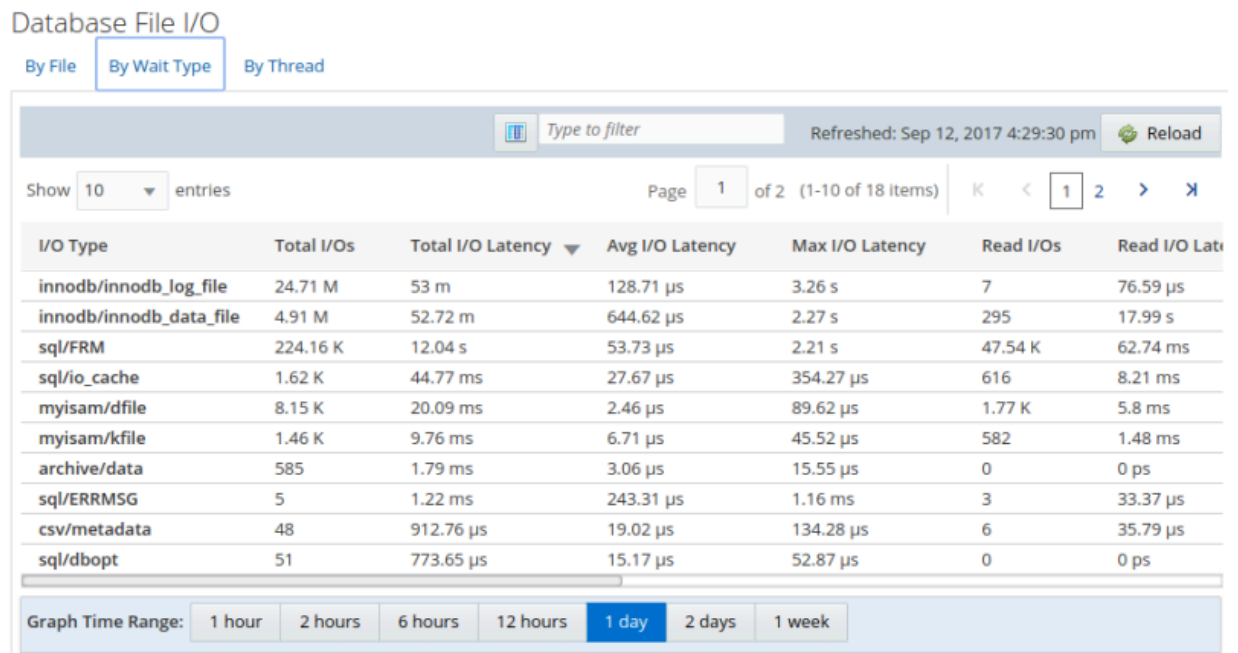 Database File I/O
By File By Wait Type By Thread
Type to filter Refreshed: Sep 12, 2017 4:29:30 pm Reload
Show 10 entries Page 1 of 2 (1-10 of 18 items) 1 2
I/O Type Total I/Os Total I/O Latency Avg I/O Latency Max I/O Latency Read I/Os Read I/O Late
innodb/innodb_log_file 24.71 M 53 m 128.71 µs 3.26 s 7 76.59 µs
innodb/innodb_data_file 4.91 M 52.72 m 644.62 µs 2.27 s 295 17.99 s
sql/FRM 224.16 K 12.04 s 53.73 µs 2.21 s 47.54 K 62.74 ms
sql/io_cache 1.62 K 44.77 ms 27.67 µs 354.27 µs 616 8.21 ms
myisam/dfile 8.15 K 20.09 ms 2.46 µs 89.62 µs 1.77 K 5.8 ms
myisam/kfile 1.46 K 9.76 ms 6.71 µs 45.52 µs 582 1.48 ms
archive/data 585 1.79 ms 3.06 µs 15.55 µs 0 0 ps
sql/ERRMSG 5 1.22 ms 243.31 µs 1.16 ms 3 33.37 µs
csv/metadata 48 912.76 µs 19.02 µs 134.28 µs 6 35.79 µs
sql/dbopt 51 773.65 µs 15.17 µs 52.87 µs 0 0 ps
Graph Time Range: 1 hour 2 hours 6 hours 12 hours 1 day 2 days 1 week